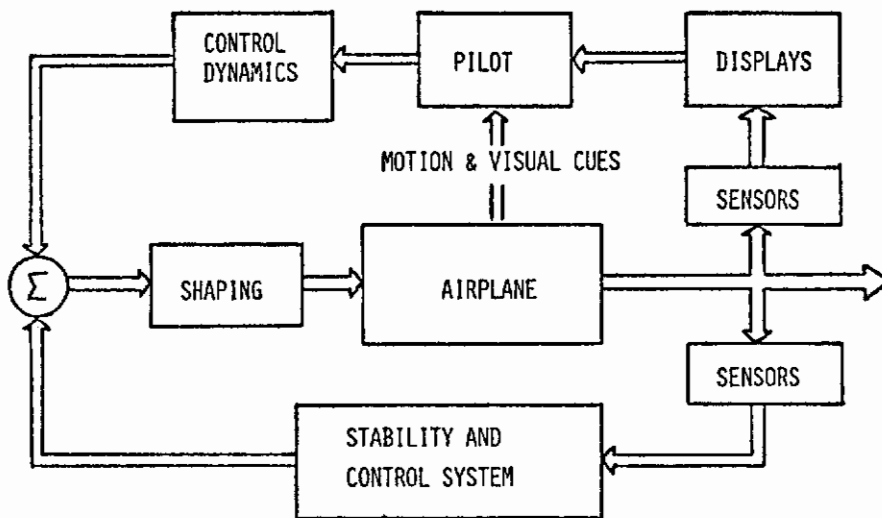 CONTROL
DYNAMICS
PILOT
DISPLAYS
MOTION & VISUAL CUES
SENSORS
Σ
SHAPING
AIRPLANE
SENSORS
STABILITY AND
CONTROL SYSTEM